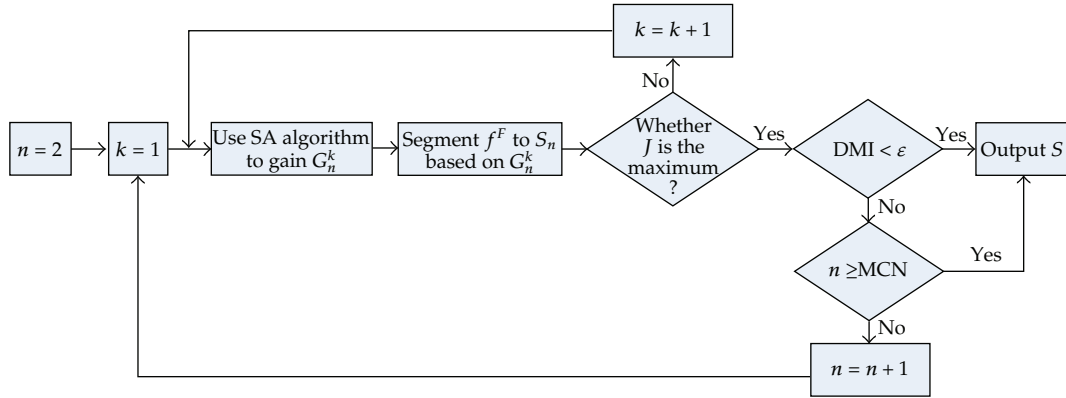 k = k + 1
No
n = 2
k = 1
Use SA algorithm
to gain G_n^k
Segment f^F to S_n
based on G_n^k
Whether
J is the
maximum
?
Yes
DMI < ε
Yes
Output S
No
n ≥MCN
Yes
No
n = n + 1